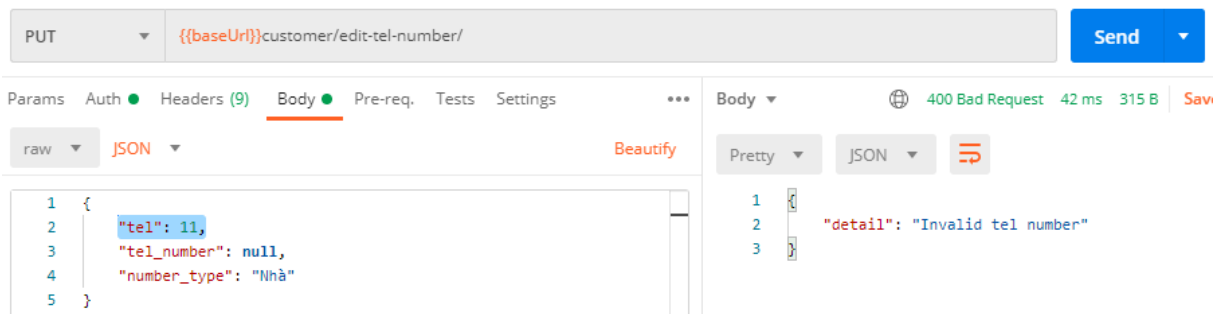 PUT {{baseUrl}}customer/edit-tel-number/ Send
Params Auth Headers (9) Body Pre-req. Tests Settings
raw JSON Beautify
1 {
2 "tel": 11,
3 "tel_number": null,
4 "number_type": "Nhà"
5 }
Body 400 Bad Request 42 ms 315 B Save
Pretty JSON
1 {
2 "detail": "Invalid tel number"
3 }